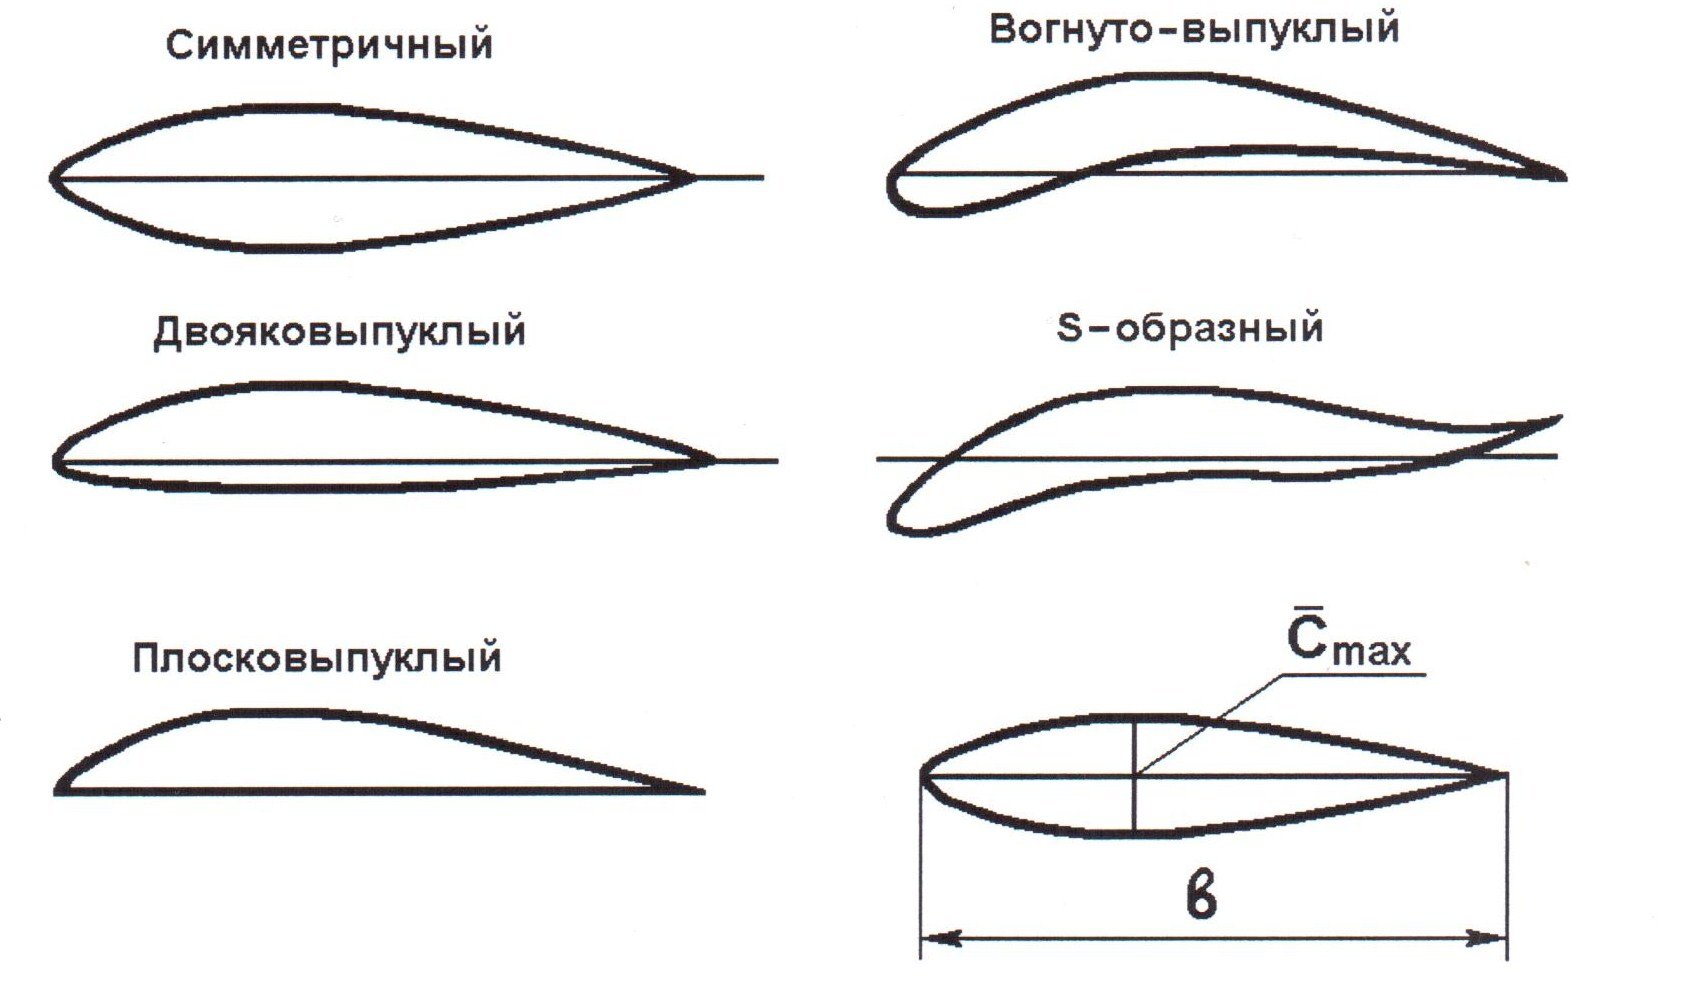 Симметричный
Вогнуто-выпуклый
Двояковыпуклый
S-образный
Плосковыпуклый
C̅max
в